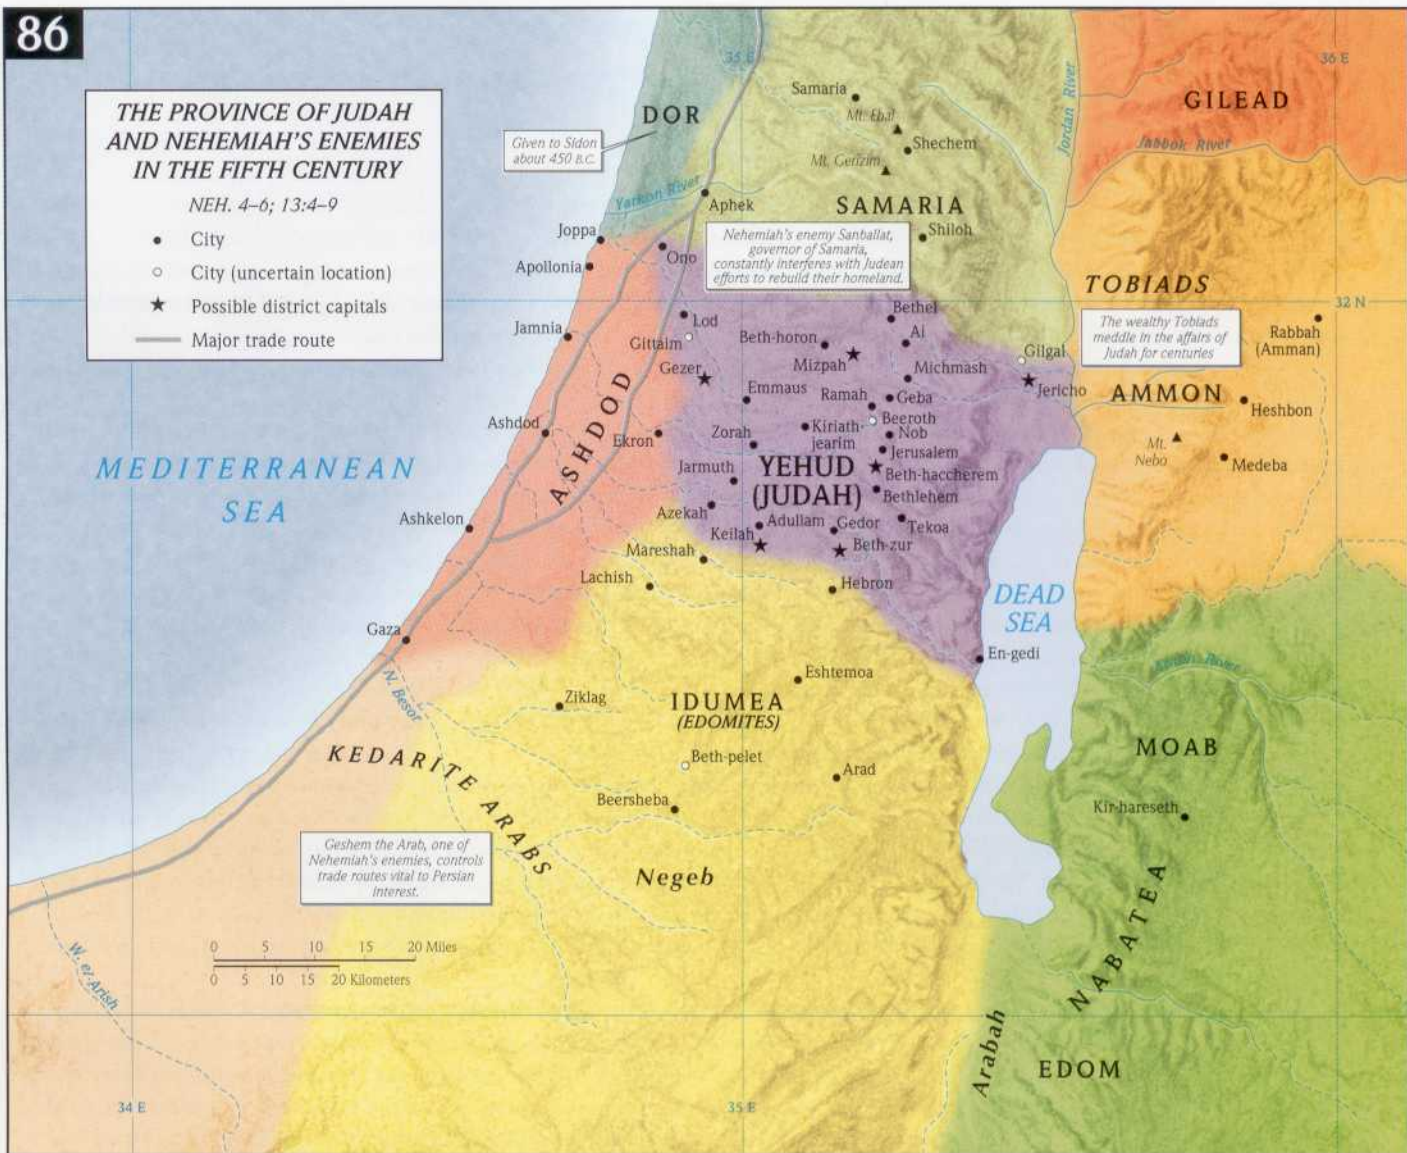 86
THE PROVINCE OF JUDAH
AND NEHEMIAH'S ENEMIES
IN THE FIFTH CENTURY
NEH. 4–6; 13:4–9
City
City (uncertain location)
Possible district capitals
Major trade route
35 E
36 E
DOR
Given to Sidon
about 450 B.C.
Samaria
Mt. Ebal
Shechem
Mt. Gerizim
SAMARIA
Shiloh
Jordan River
GILEAD
Jabbok River
Yarkon River
Aphek
Joppa
Ono
Apollonia
Nehemiah's enemy Sanballat,
governor of Samaria,
constantly interferes with Judean
efforts to rebuild their homeland.
TOBIADS
32 N
The wealthy Tobiads
meddle in the affairs of
Judah for centuries
Rabbah
(Amman)
Jamnia
Lod
Gittaim
Gezer
Bethel
Ai
Beth-horon
Mizpah
Michmash
Gilgal
Jericho
AMMON
Heshbon
Emmaus
Ramah
Geba
Beeroth
Kiriath-
jearim
Nob
Jerusalem
Mt.
Nebo
Medeba
Ashdod
ASHDOD
Ekron
Zorah
Jarmuth
YEHUD
(JUDAH)
Beth-haccherem
Bethlehem
MEDITERRANEAN
SEA
Ashkelon
Azekah
Adullam
Gedor
Tekoa
Keilah
Beth-zur
Mareshah
Lachish
Hebron
DEAD
SEA
Gaza
En-gedi
N. Besor
Eshtemoa
Ziklag
IDUMEA
(EDOMITES)
Arnon River
MOAB
KEDARITE ARABS
Beth-pelet
Arad
Beersheba
Kir-hareseth
Geshem the Arab, one of
Nehemiah's enemies, controls
trade routes vital to Persian
interest.
Negeb
NABATEA
0 5 10 15 20 Miles
0 5 10 15 20 Kilometers
W. el-Arish
Arabah
EDOM
34 E
35 E